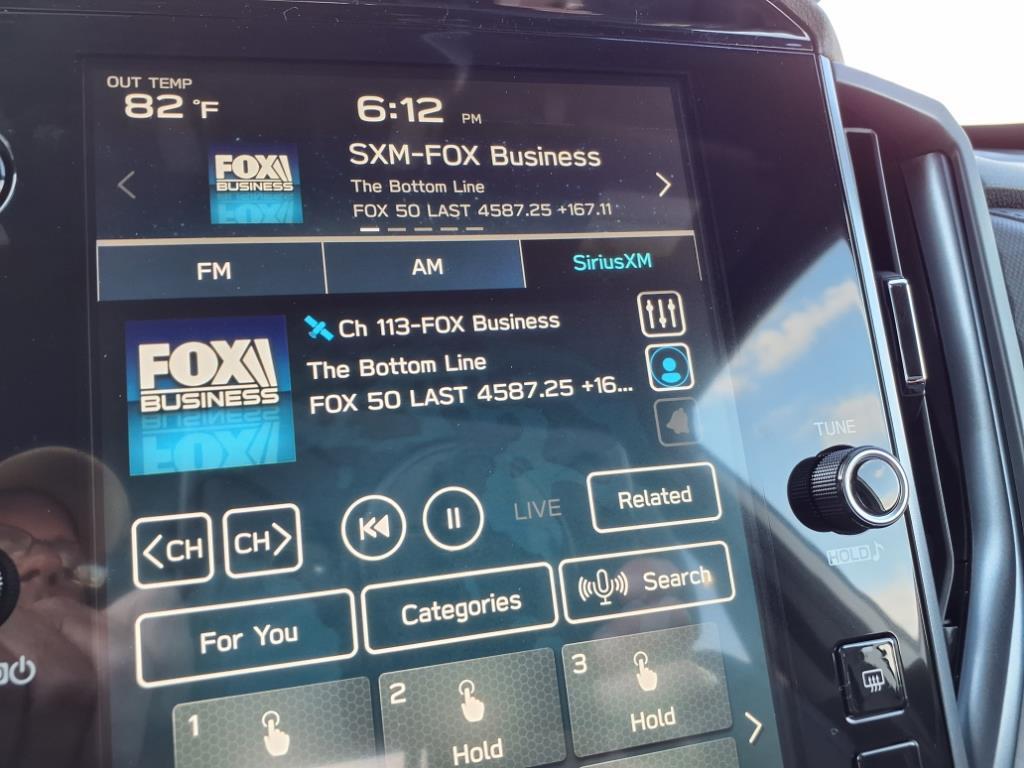 OUT TEMP
82 °F
6:12 PM
FOX
BUSINESS
SXM-FOX Business
The Bottom Line
FOX 50 LAST 4587.25 +167.11
FM
AM
SiriusXM
FOX
BUSINESS
Ch 113-FOX Business
The Bottom Line
FOX 50 LAST 4587.25 +16...
TUNE
HOLD
<CH
CH>
LIVE
Related
For You
Categories
Search
1
2
Hold
3
Hold